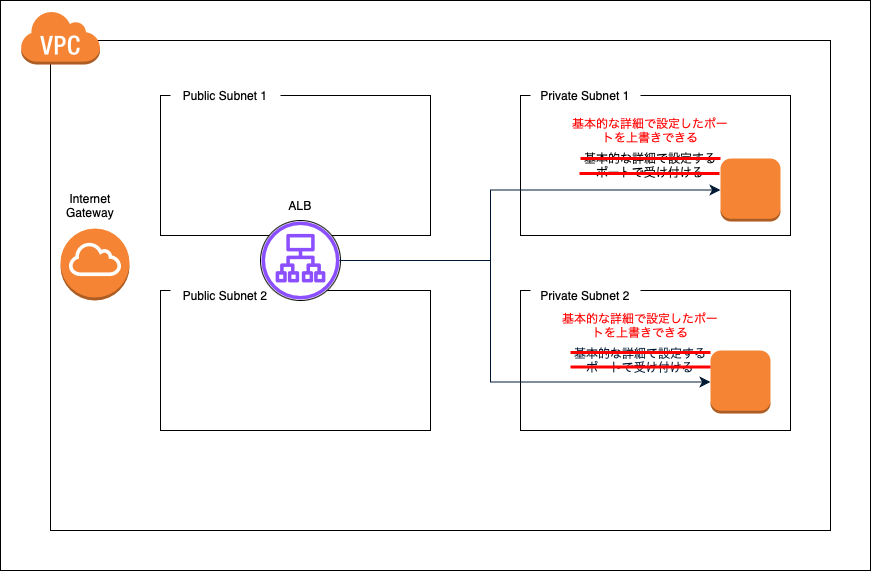 VPC
Public Subnet 1
Private Subnet 1
基本的な詳細で設定したポー
トを上書きできる
基本的な詳細で設定する
ポートで受け付ける
Internet
Gateway
ALB
Public Subnet 2
Private Subnet 2
基本的な詳細で設定したポー
トを上書きできる
基本的な詳細で設定する
ポートで受け付ける